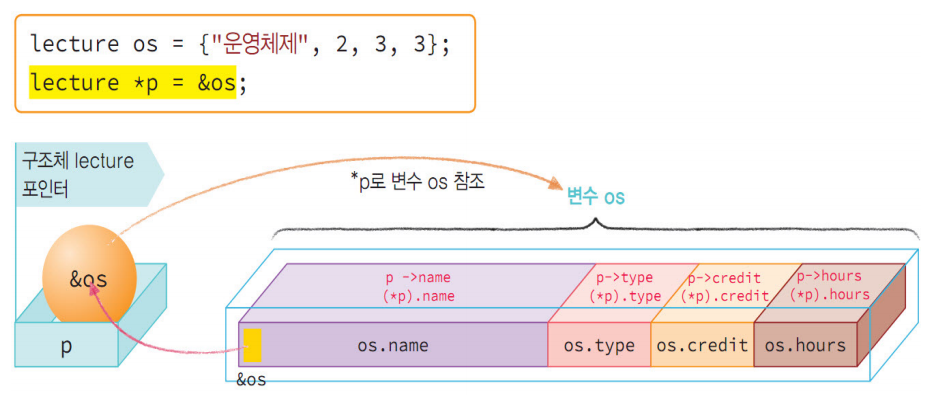 lecture os = {"운영체제", 2, 3, 3};
lecture *p = &os;
구조체 lecture
포인터
*p로 변수 os 참조
변수 os
&os
p ->name
(*p).name
p->type
(*p).type
p->credit
(*p).credit
p->hours
(*p).hours
p
os.name
os.type
os.credit
os.hours
&os